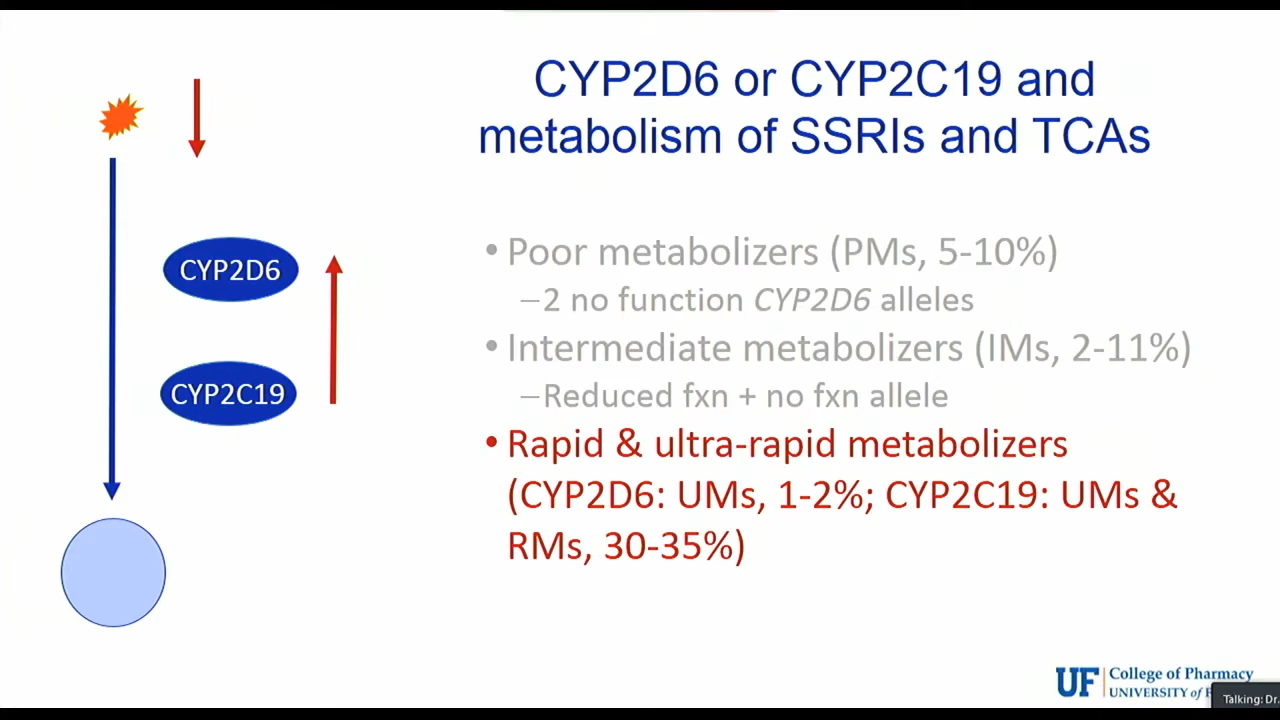 CYP2D6 or CYP2C19 and
metabolism of SSRIs and TCAs
CYP2D6
CYP2C19
• Poor metabolizers (PMs, 5-10%)
–2 no function CYP2D6 alleles
• Intermediate metabolizers (IMs, 2-11%)
–Reduced fxn + no fxn allele
• Rapid & ultra-rapid metabolizers
(CYP2D6: UMs, 1-2%; CYP2C19: UMs &
RMs, 30-35%)
UF College of Pharmacy
UNIVERSITY of
Talking: Dr.